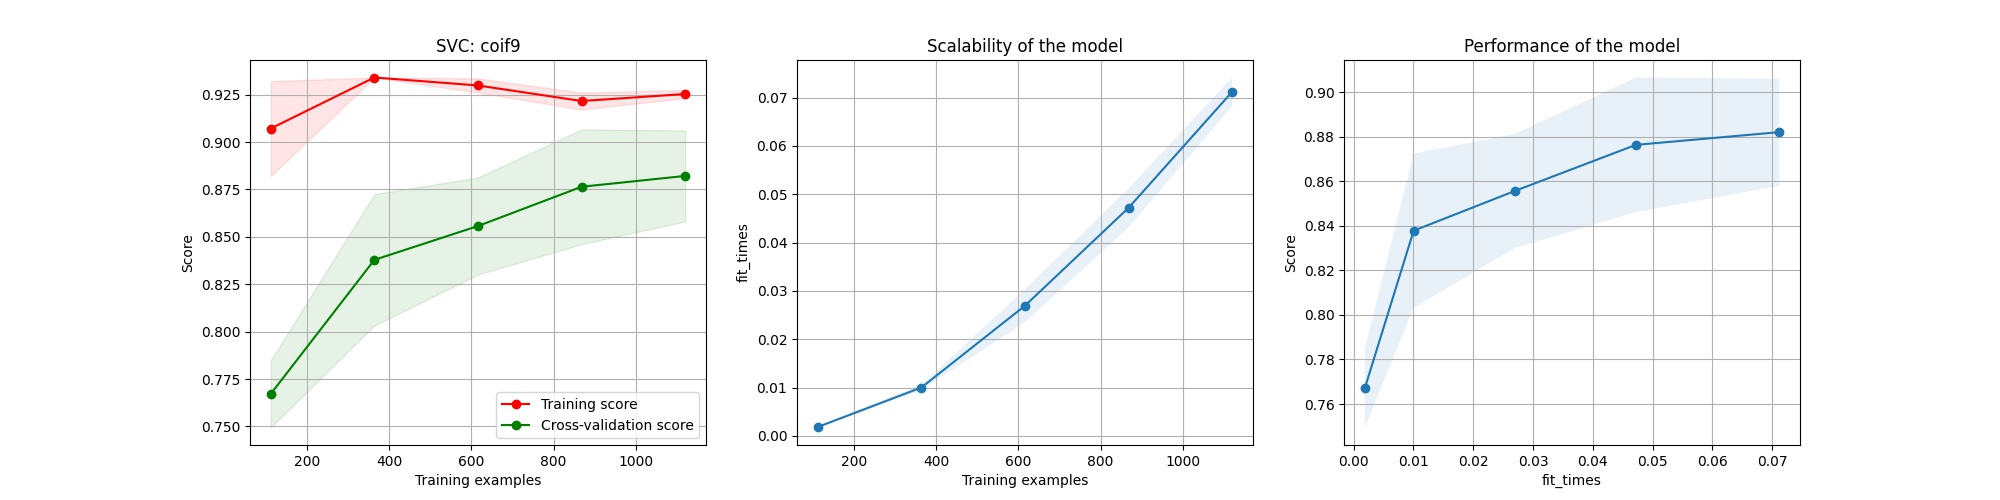 SVC: coif9
Score
0.925
0.900
0.875
0.850
0.825
0.800
0.775
0.750
Training score
Cross-validation score
200 400 600 800 1000
Training examples
Scalability of the model
fit_times
0.07
0.06
0.05
0.04
0.03
0.02
0.01
0.00
200 400 600 800 1000
Training examples
Performance of the model
Score
0.90
0.88
0.86
0.84
0.82
0.80
0.78
0.76
0.00 0.01 0.02 0.03 0.04 0.05 0.06 0.07
fit_times